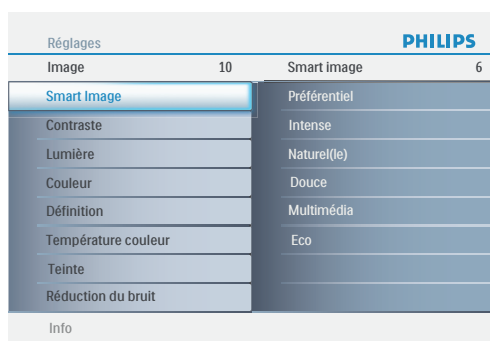 Réglages
PHILIPS
Image 10
Smart image 6
Smart Image
Préférentiel
Contraste
Intense
Lumière
Naturel(le)
Couleur
Douce
Définition
Multimédia
Température couleur
Eco
Teinte
Réduction du bruit
Info